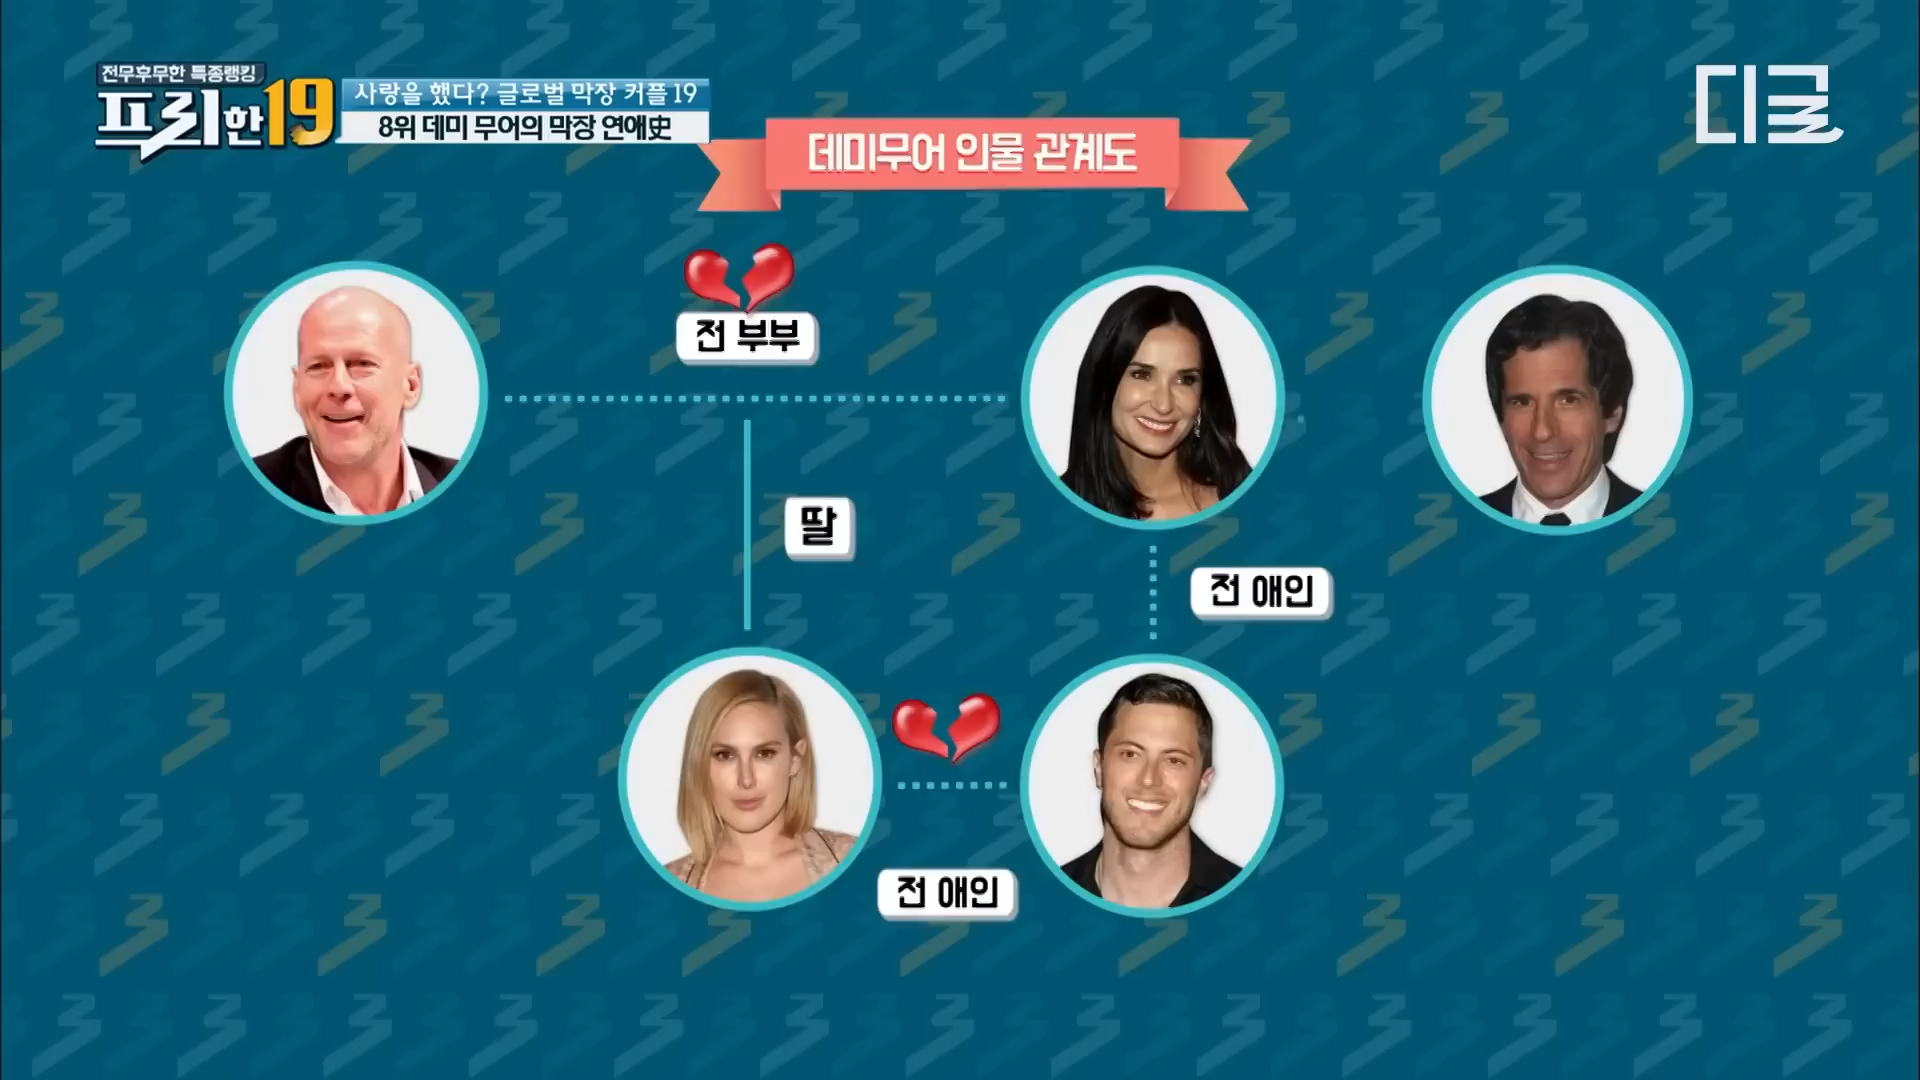 전무후무한 특종랭킹
프리한19
사랑을 했다? 글로벌 막장 커플 19
8위 데미 무어의 막장 연애史
디글
데미무어 인물 관계도
전 부부
딸
전 애인
전 애인